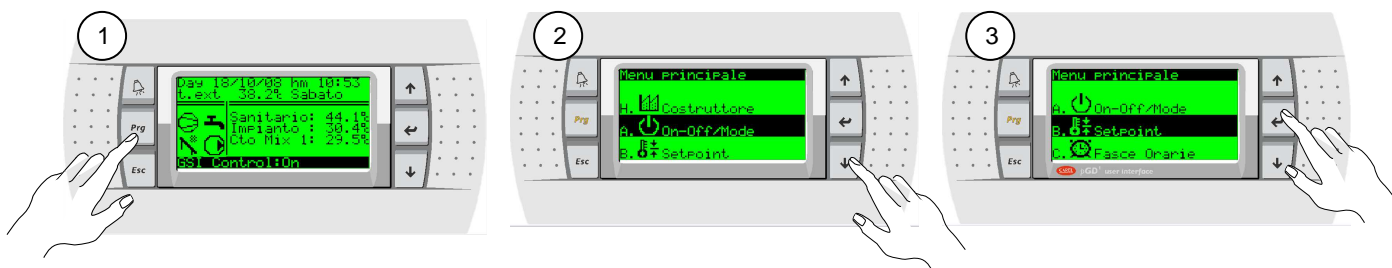 1
Day 18/10/08 hm 10:53
t.ext 38.2% Sabato
Sanitario: 44.1%
Impianto : 30.4%
Cto Mix 1: 29.5%
GSI Control:On
Prg
Esc
2
Menu principale
H. Costruttore
A. On-Off/Mode
B. Setpoint
Prg
Esc
3
Menu principale
A. On-Off/Mode
B. Setpoint
C. Fasce Orarie
Prg
Esc
CAREL pGD¹ user interface